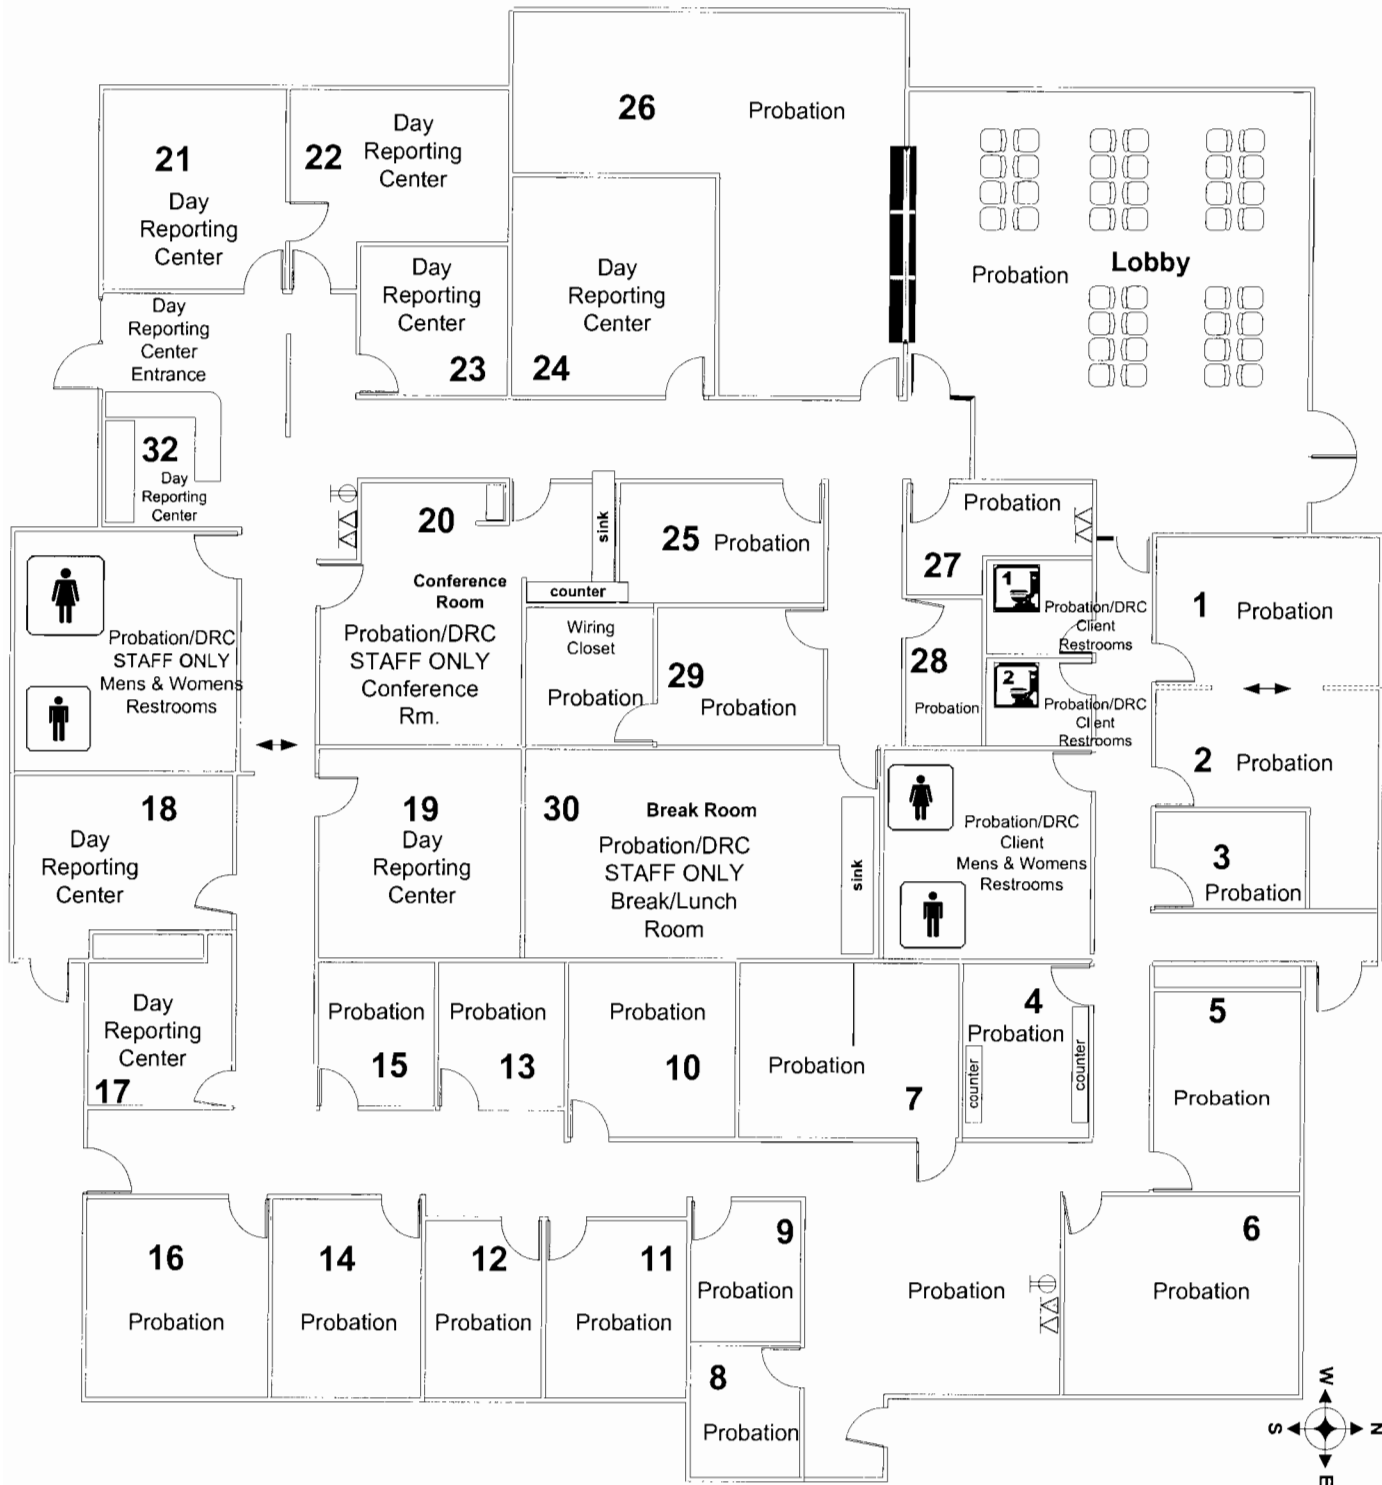 26
Probation
21
Day
Reporting
Center
22
Day
Reporting
Center
Lobby
Probation
Day
Reporting
Center
23
Day
Reporting
Center
24
Day
Reporting
Center
Entrance
32
Day
Reporting
Center
20
Conference
Room
Probation/DRC
STAFF ONLY
Conference
Rm.
sink
counter
25 Probation
Probation
27
1
Probation/DRC
Client
Restrooms
2
Probation/DRC
Client
Restrooms
28
Probation
1 Probation
2 Probation
3
Probation
Probation/DRC
STAFF ONLY
Mens & Womens
Restrooms
Wiring
Closet
Probation
29
Probation
18
Day
Reporting
Center
19
Day
Reporting
Center
30
Break Room
Probation/DRC
STAFF ONLY
Break/Lunch
Room
sink
Probation/DRC
Client
Mens & Womens
Restrooms
Day
Reporting
Center
17
Probation
15
Probation
13
Probation
10
Probation
7
4
Probation
counter
counter
5
Probation
16
Probation
14
Probation
12
Probation
11
Probation
9
Probation
8
Probation
Probation
6
Probation
W
S
N
E